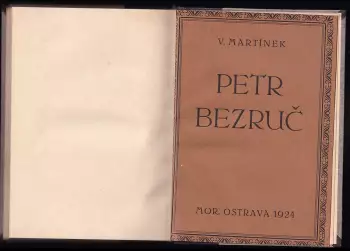 V. MARTÍNEK
PETR
BEZRUČ
MOR. OSTRAVA 1924